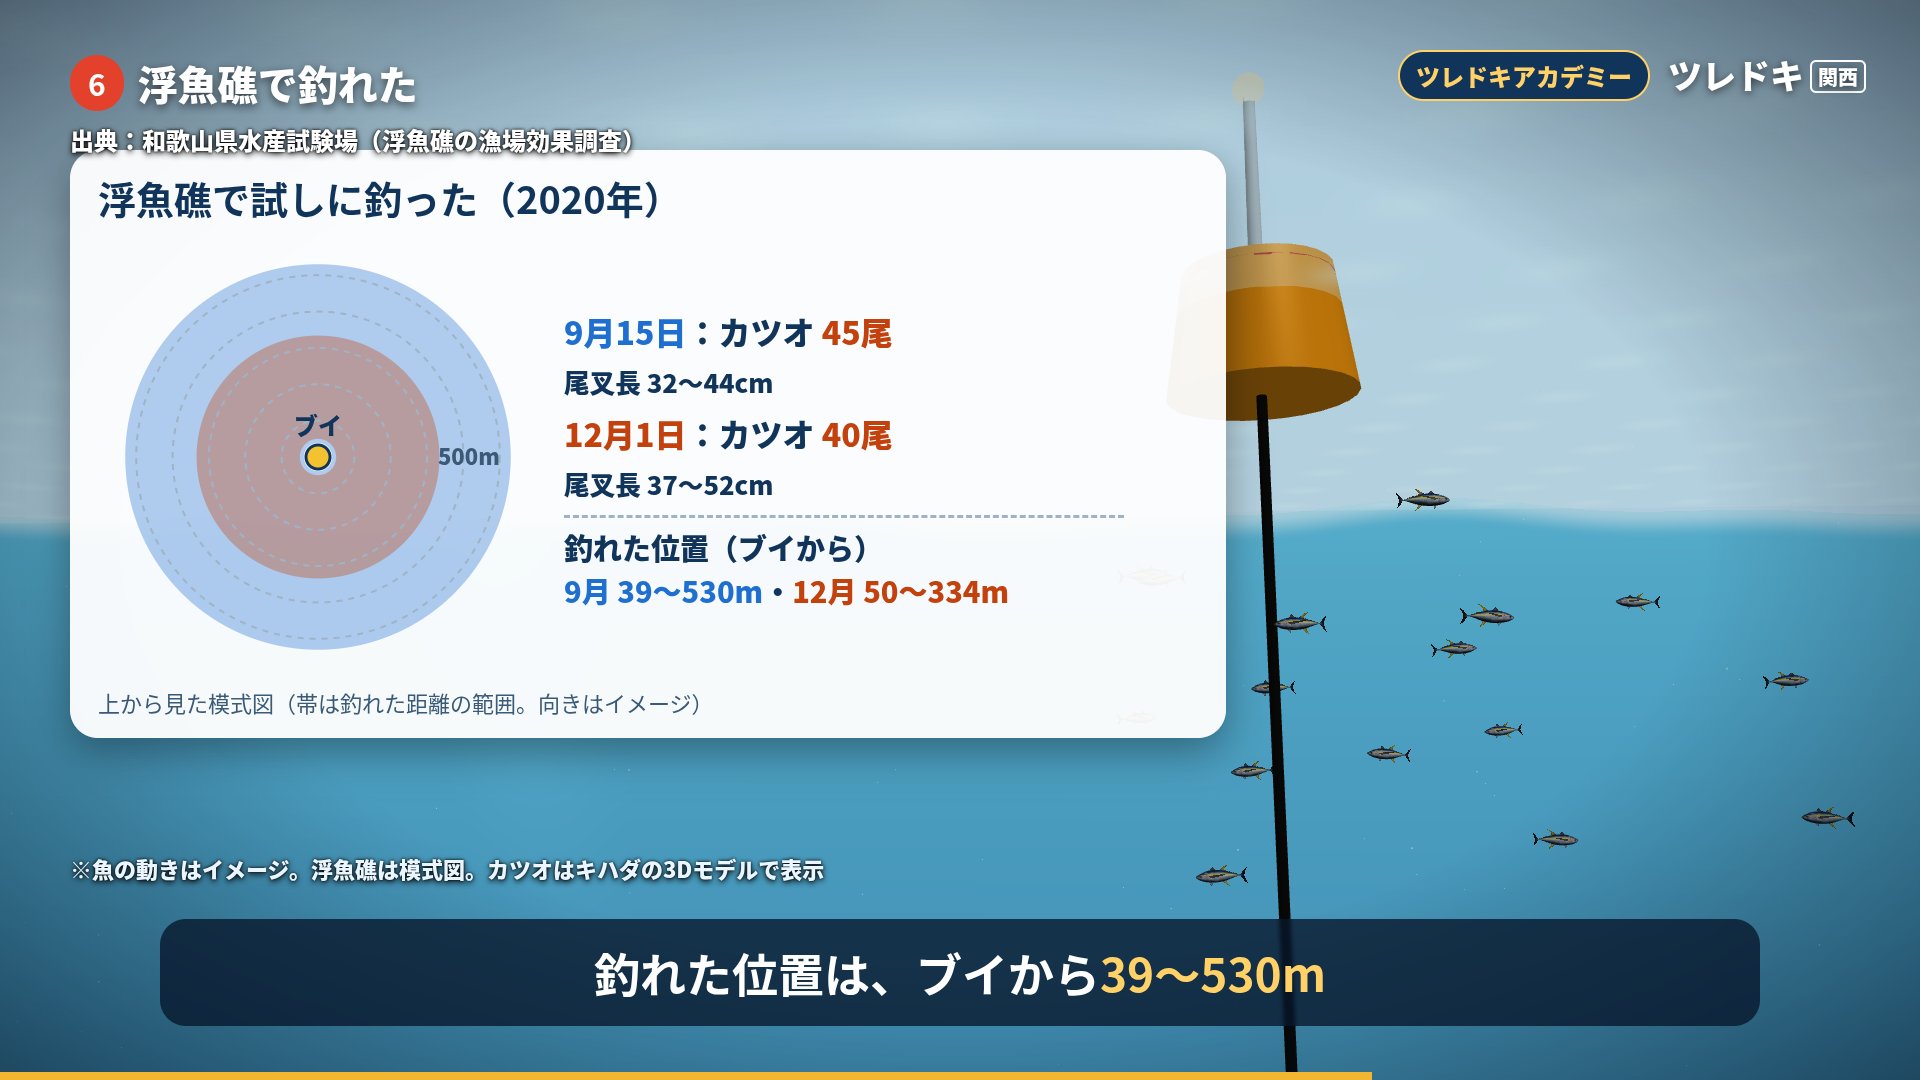 6 浮魚礁で釣れた
ツレドキアカデミー ツレドキ 関西
出典：和歌山県水産試験場（浮魚礁の漁場効果調査）
浮魚礁で試しに釣った（2020年）
ブイ
500m
9月15日：カツオ 45尾
尾叉長 32〜44cm
12月1日：カツオ 40尾
尾叉長 37〜52cm
釣れた位置（ブイから）
9月 39〜530m・12月 50〜334m
上から見た模式図（帯は釣れた距離の範囲。向きはイメージ）
※魚の動きはイメージ。浮魚礁は模式図。カツオはキハダの3Dモデルで表示
釣れた位置は、ブイから39〜530m